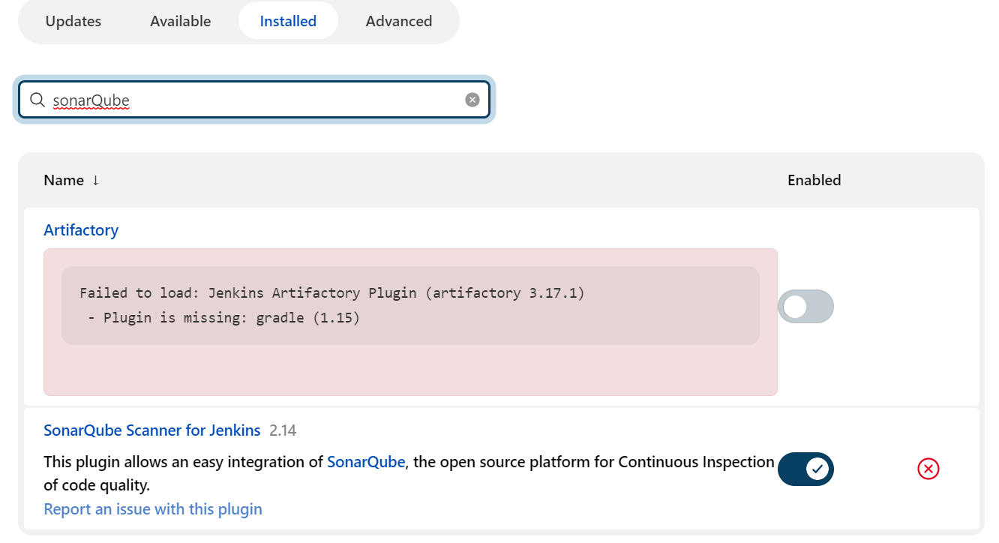 Updates Available Installed Advanced
sonarQube
Name ↓ Enabled
Artifactory
Failed to load: Jenkins Artifactory Plugin (artifactory 3.17.1)
- Plugin is missing: gradle (1.15)
SonarQube Scanner for Jenkins 2.14
This plugin allows an easy integration of SonarQube, the open source platform for Continuous Inspection
of code quality.
Report an issue with this plugin